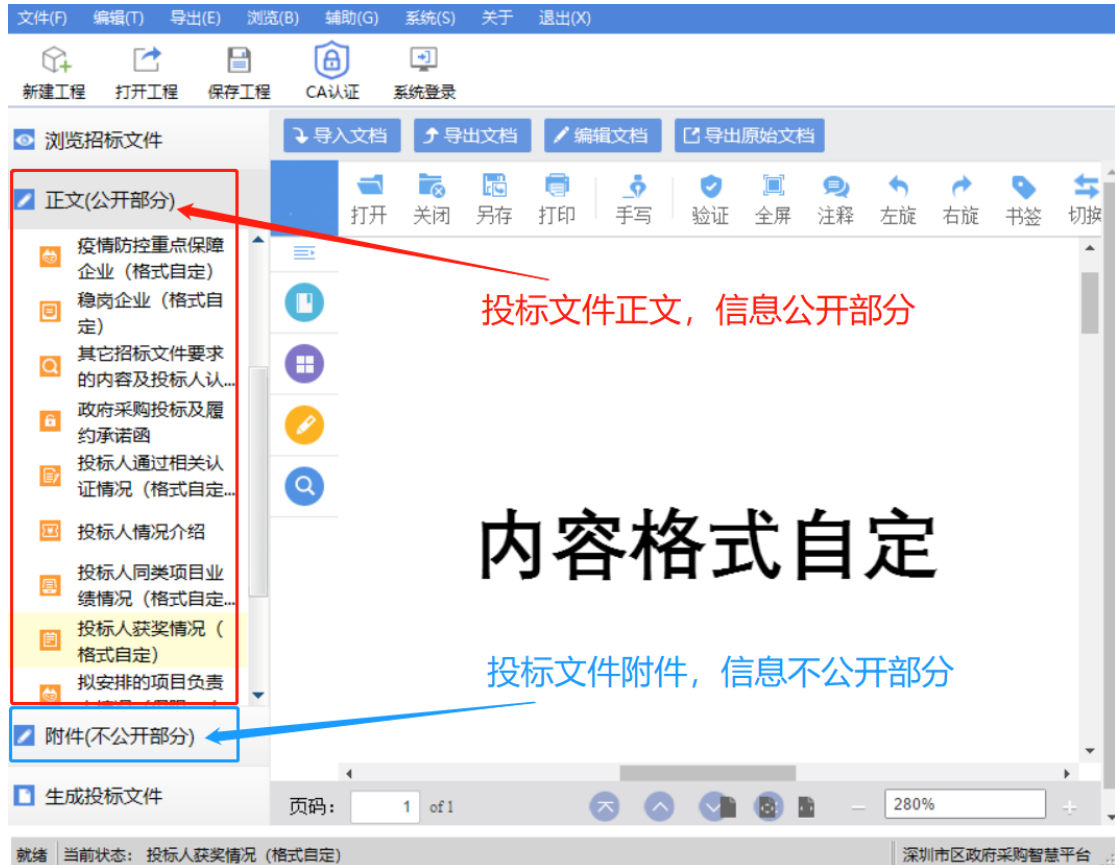 文件(F) 编辑(T) 导出(E) 浏览(B) 辅助(G) 系统(S) 关于 退出(X)
新建工程 打开工程 保存工程 CA认证 系统登录
浏览招标文件
导入文档 导出文档 编辑文档 导出原始文档
正文(公开部分)
打开 关闭 另存 打印 手写 验证 全屏 注释 左旋 右旋 书签 切换
疫情防控重点保障
企业（格式自定）
稳岗企业（格式自
定）
其它招标文件要求
的内容及投标人认...
政府采购投标及履
约承诺函
投标人通过相关认
证情况（格式自定...
投标人情况介绍
投标人同类项目业
绩情况（格式自定...
投标人获奖情况（
格式自定）
拟安排的项目负责
投标文件正文，信息公开部分
内容格式自定
投标文件附件，信息不公开部分
附件(不公开部分)
生成投标文件
页码： 1 of 1 280%
就绪 当前状态： 投标人获奖情况（格式自定） 深圳市区政府采购智慧平台